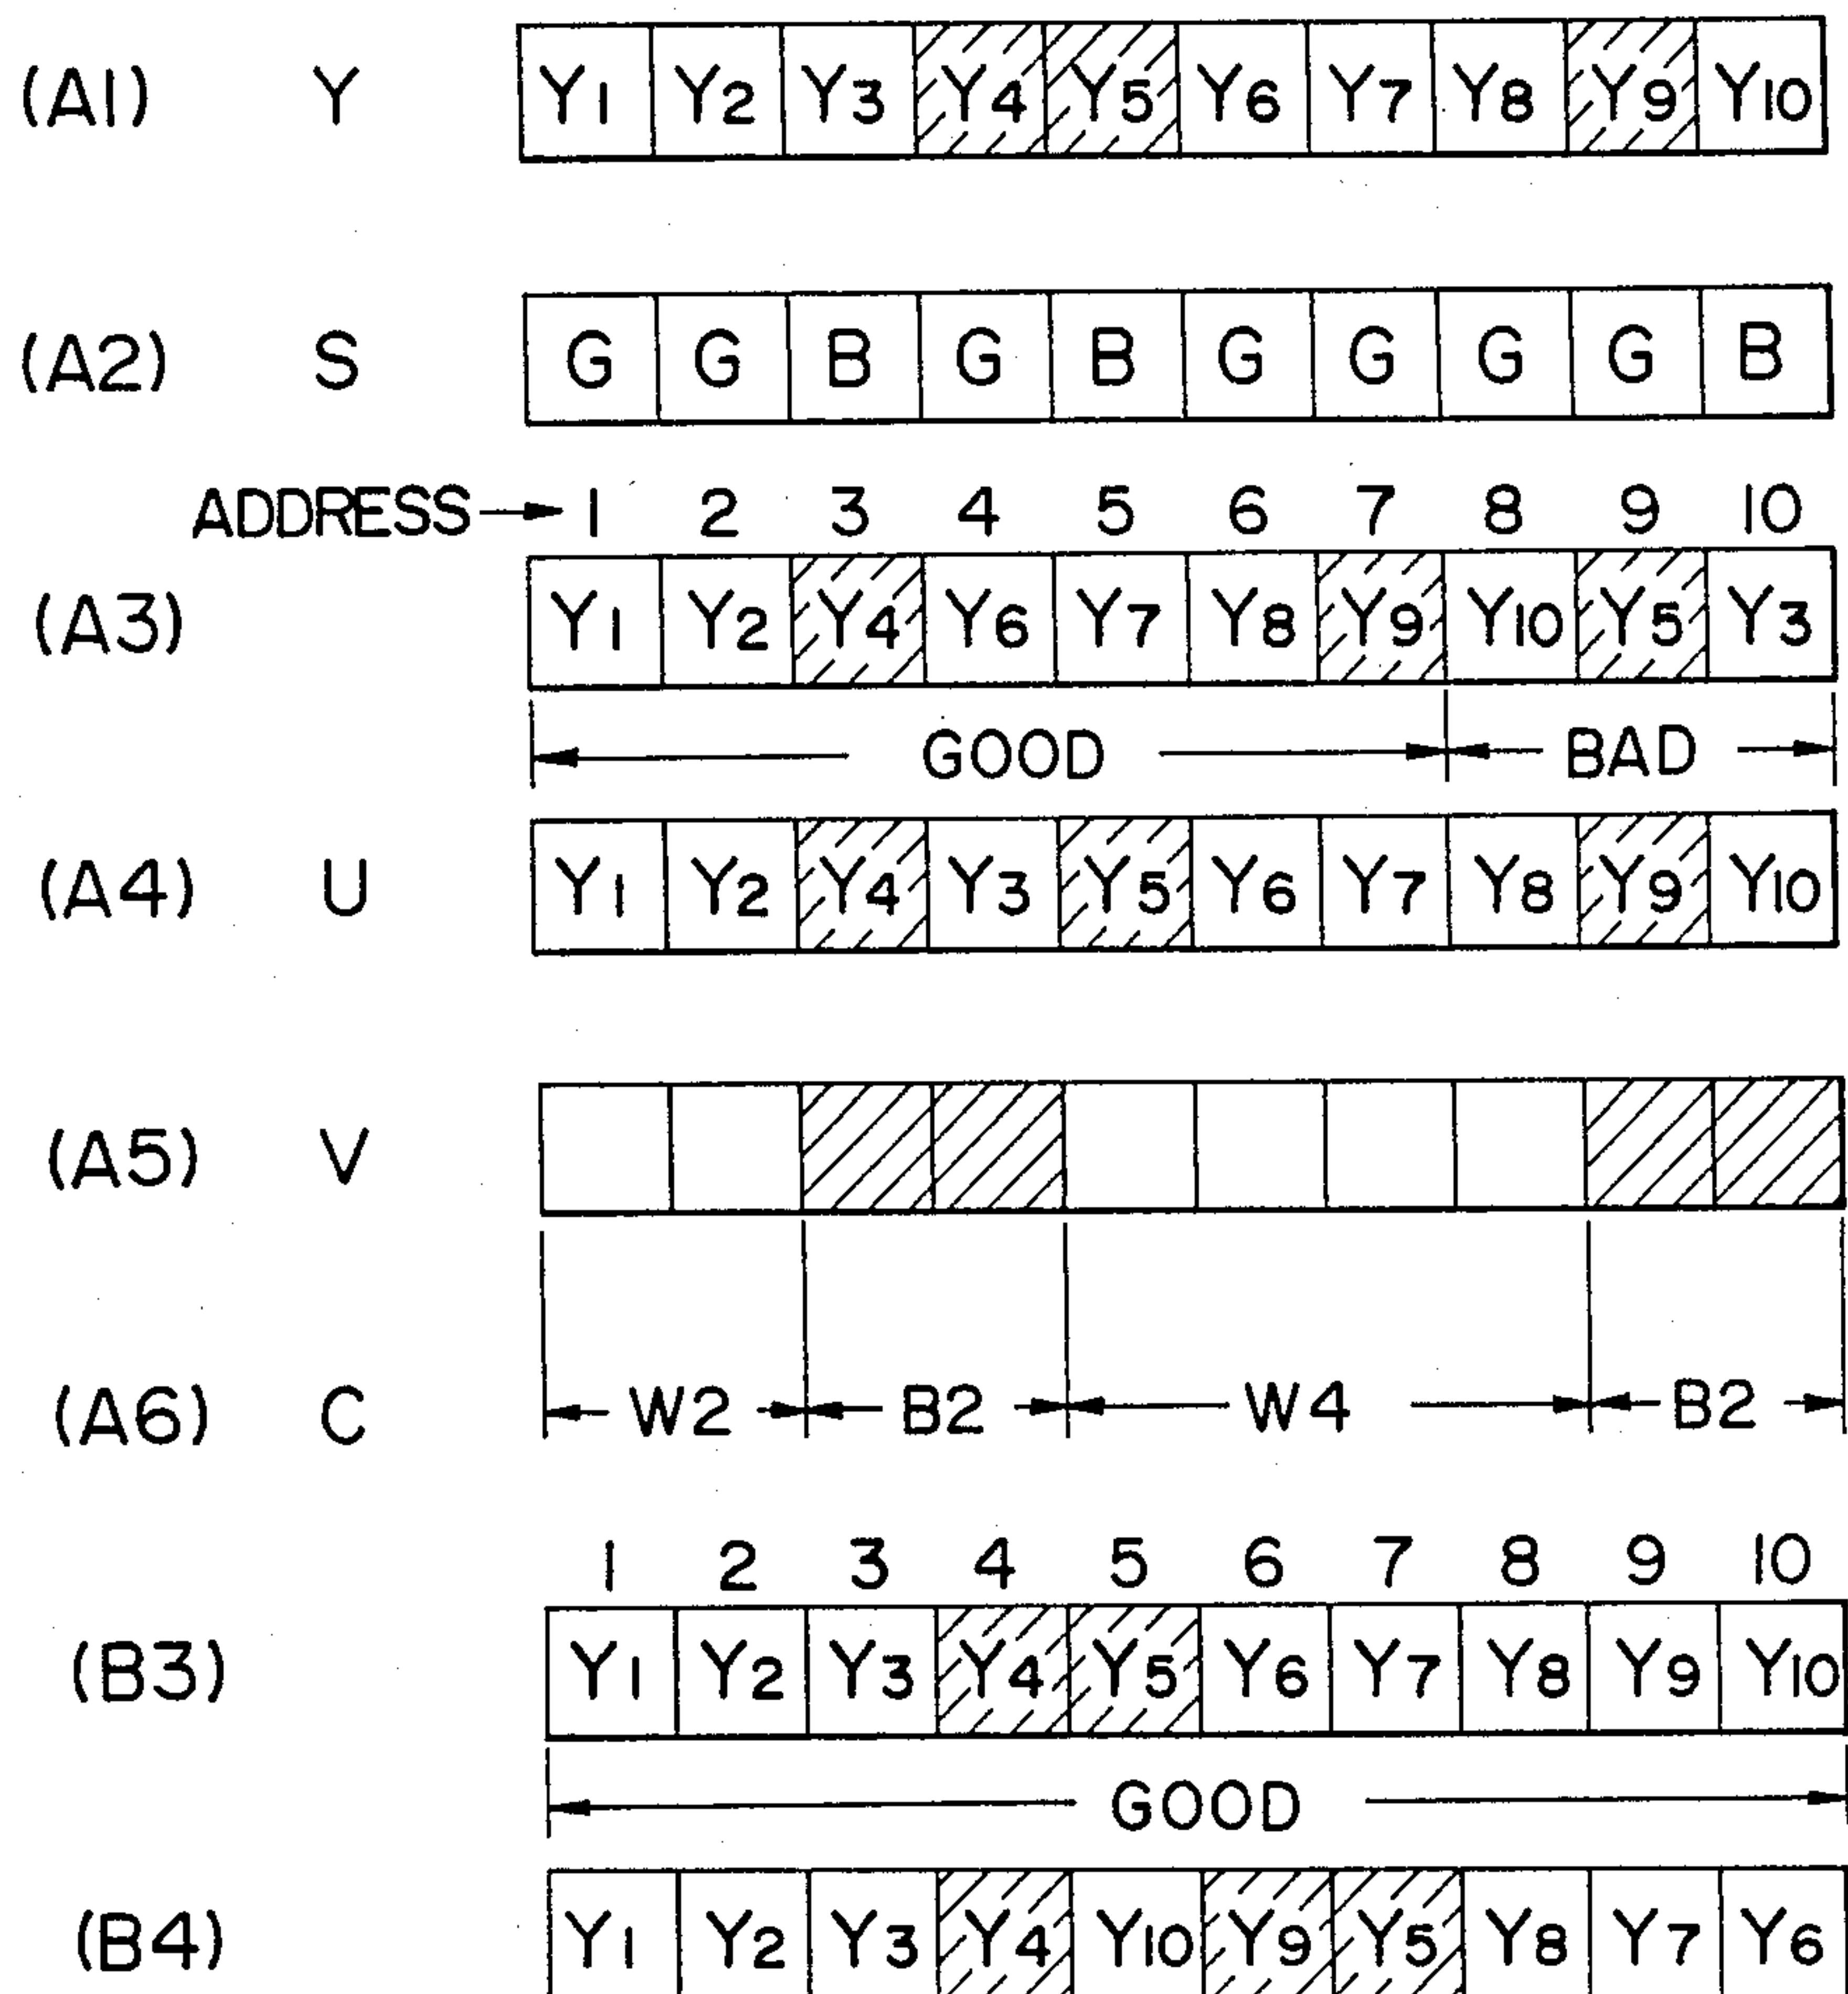 (A1) Y Y1 Y2 Y3 Y4 Y5 Y6 Y7 Y8 Y9 Y10
(A2) S G G B G B G G G G B
ADDRESS → 1 2 3 4 5 6 7 8 9 10
(A3) Y1 Y2 Y4 Y6 Y7 Y8 Y9 Y10 Y5 Y3
GOOD BAD
(A4) U Y1 Y2 Y4 Y3 Y5 Y6 Y7 Y8 Y9 Y10
(A5) V
(A6) C W2 B2 W4 B2
1 2 3 4 5 6 7 8 9 10
(B3) Y1 Y2 Y3 Y4 Y5 Y6 Y7 Y8 Y9 Y10
GOOD
(B4) Y1 Y2 Y3 Y4 Y10 Y9 Y5 Y8 Y7 Y6